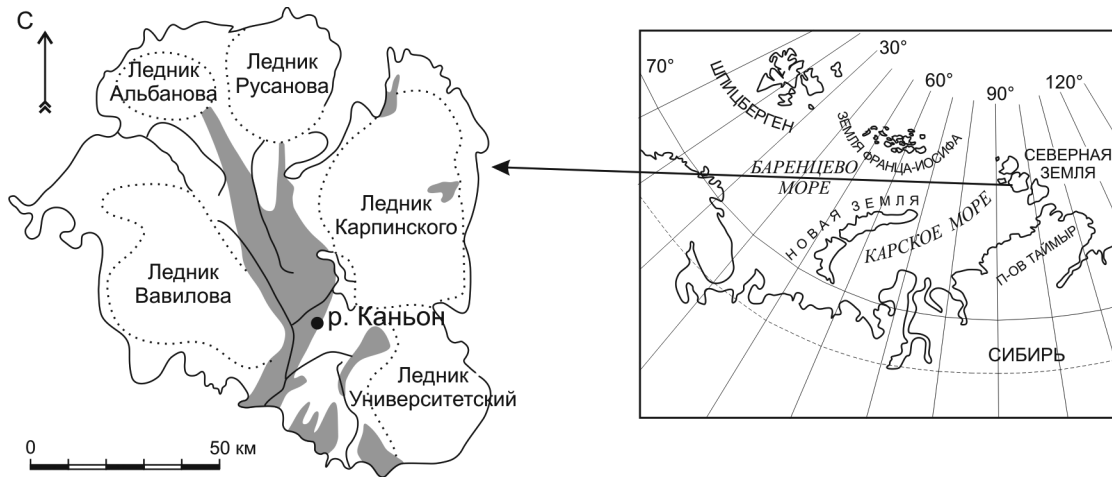 С
Ледник
Альбанова
Ледник
Русанова
Ледник
Карпинского
Ледник
Вавилова
р. Каньон
Ледник
Университетский
0
50 км
70°
30°
60°
90°
120°
ШПИЦБЕРГЕН
ЗЕМЛЯ ФРАНЦА-ИОСИФА
СЕВЕРНАЯ
ЗЕМЛЯ
БАРЕНЦЕВО
МОРЕ
НОВАЯ ЗЕМЛЯ
КАРСКОЕ МОРЕ
П-ОВ ТАЙМЫР
СИБИРЬ